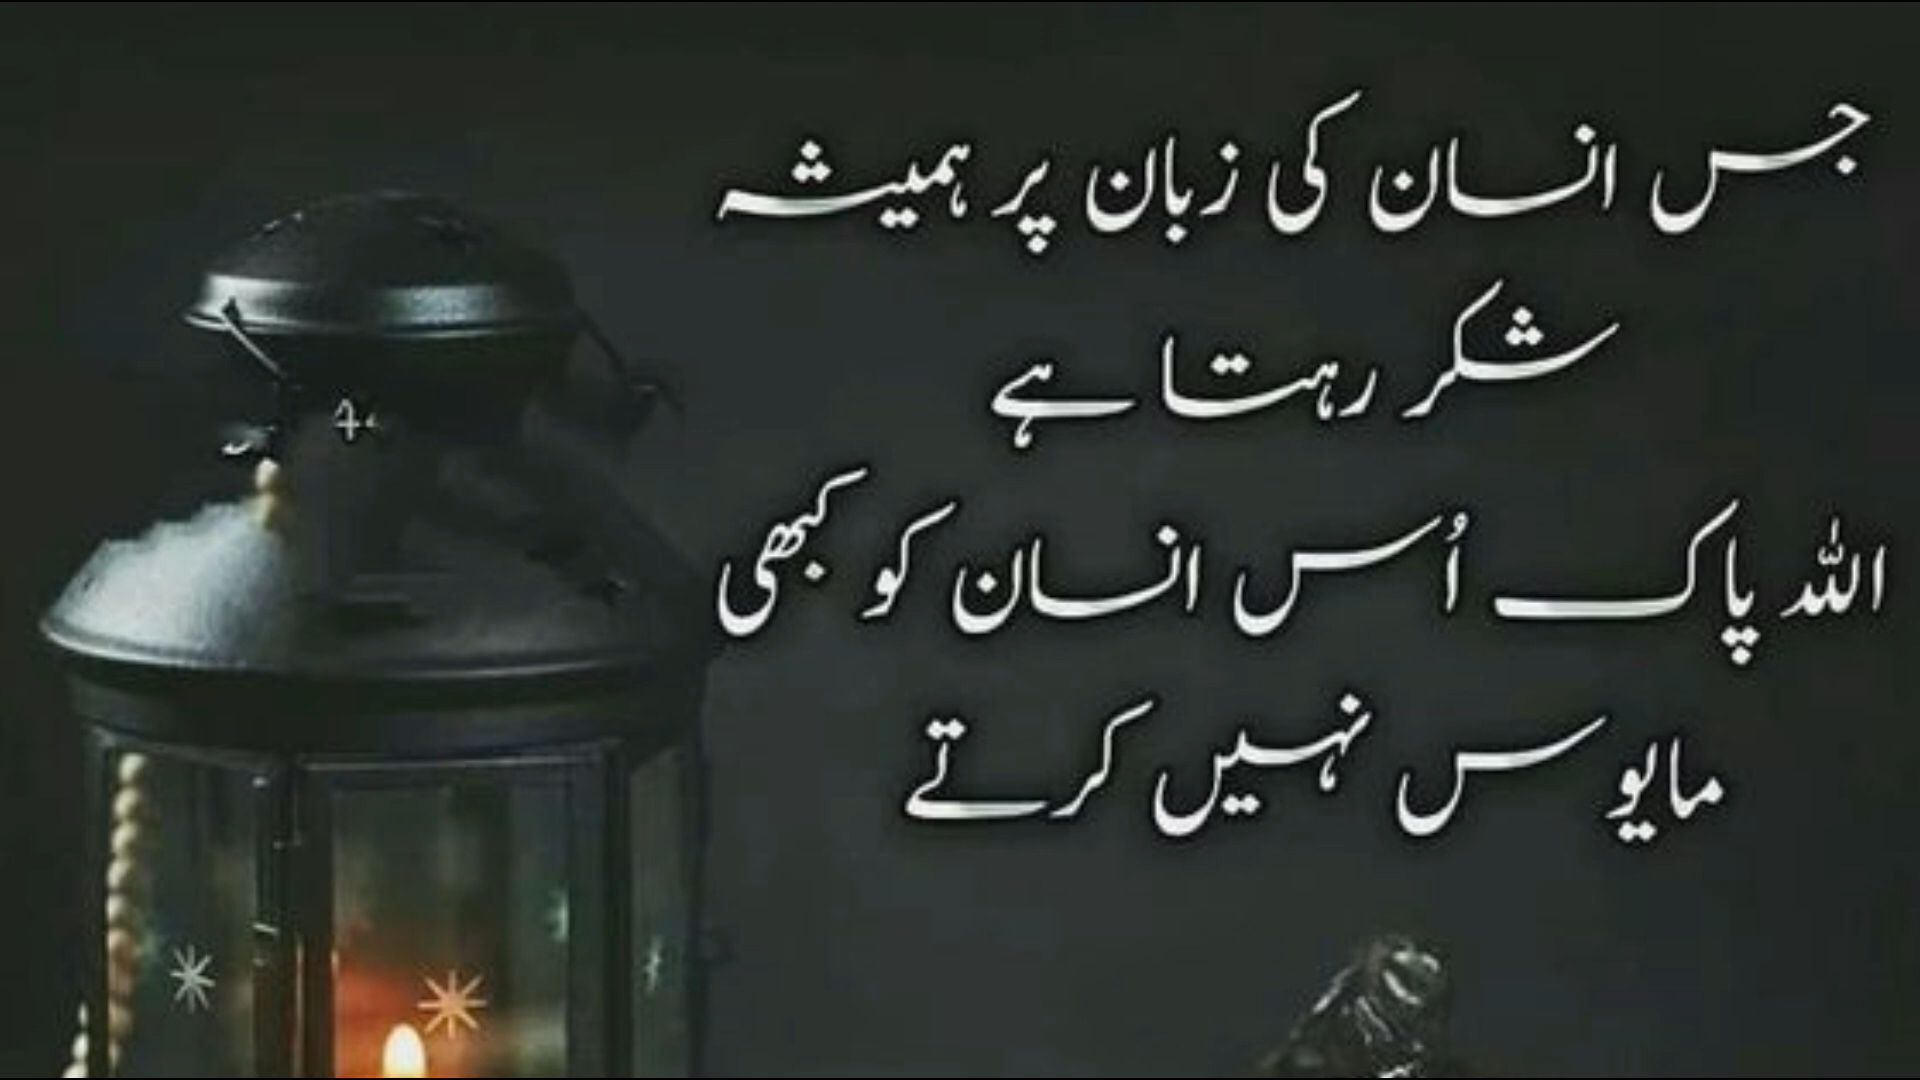 جس انسان کی زبان پر ہمیشہ
شکر رہتا ہے
اللہ پاک اُس انسان کو کبھی
مایوس نہیں کرتے